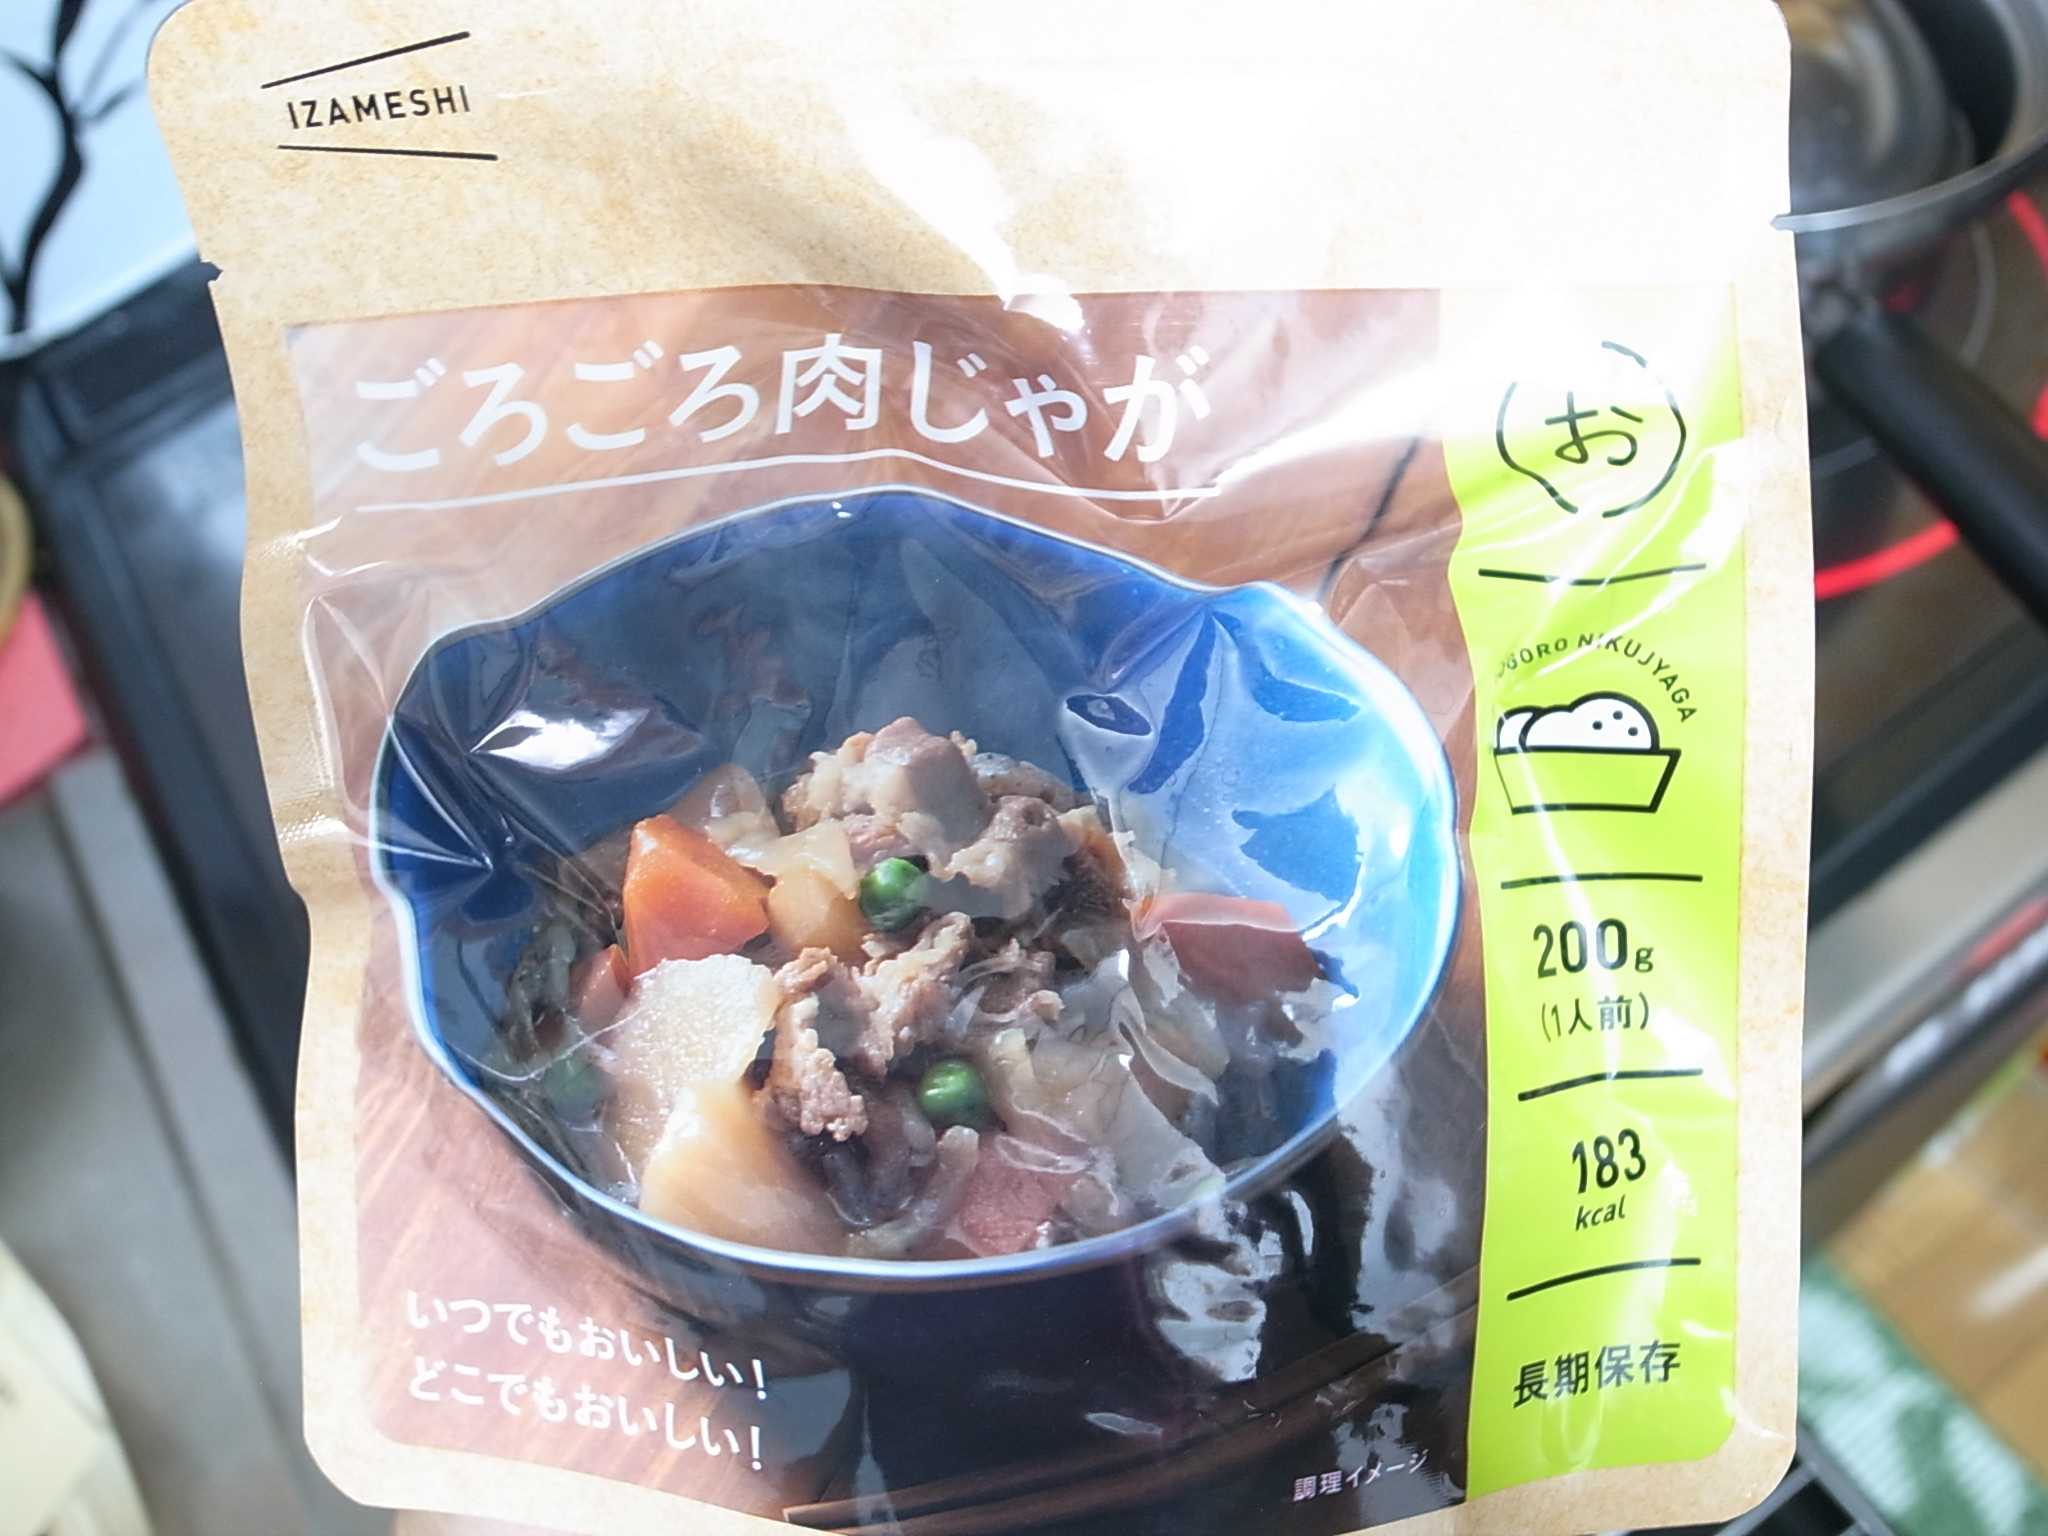 IZAMESHI
ごろごろ肉じゃが
お
NIKUJYAGA
200g
(1人前)
183
kcal
長期保存
いつでもおいしい！
どこでもおいしい！
調理イメージ